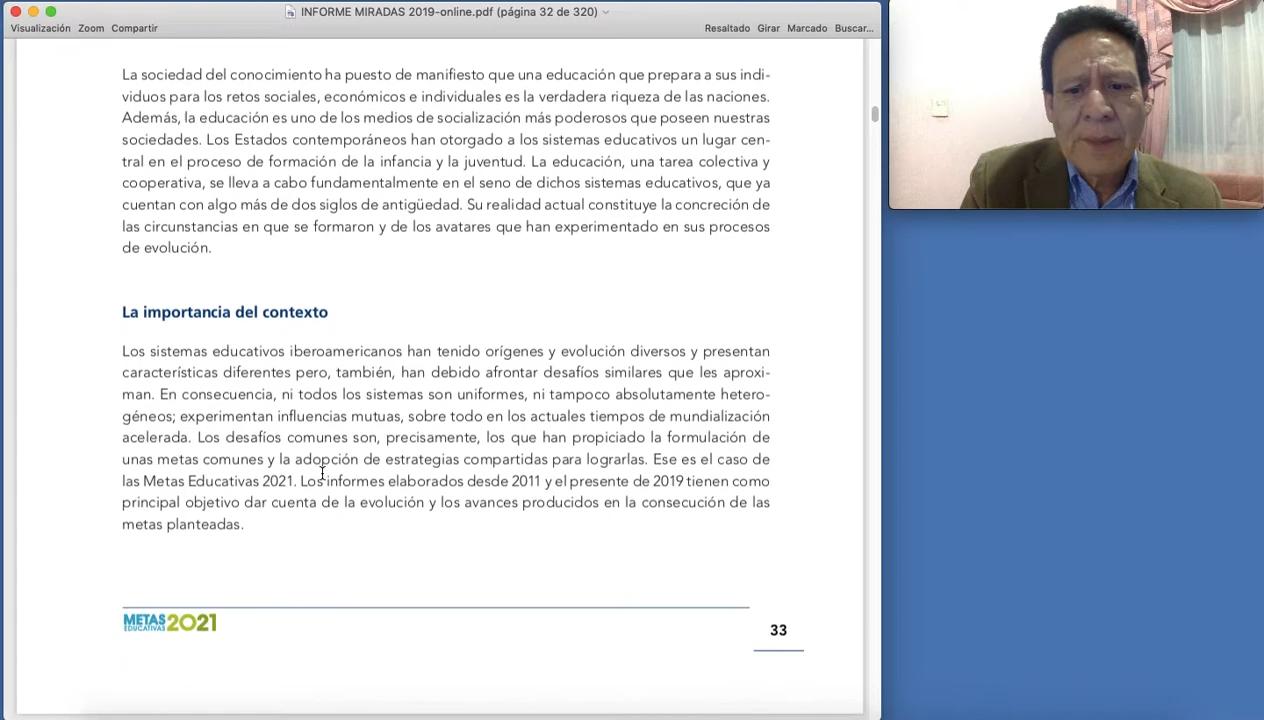 INFORME MIRADAS 2019-online.pdf (página 32 de 320)
Visualización Zoom Compartir Resaltado Girar Marcado Buscar...
La sociedad del conocimiento ha puesto de manifiesto que una educación que prepara a sus indi-
viduos para los retos sociales, económicos e individuales es la verdadera riqueza de las naciones.
Además, la educación es uno de los medios de socialización más poderosos que poseen nuestras
sociedades. Los Estados contemporáneos han otorgado a los sistemas educativos un lugar cen-
tral en el proceso de formación de la infancia y la juventud. La educación, una tarea colectiva y
cooperativa, se lleva a cabo fundamentalmente en el seno de dichos sistemas educativos, que ya
cuentan con algo más de dos siglos de antigüedad. Su realidad actual constituye la concreción de
las circunstancias en que se formaron y de los avatares que han experimentado en sus procesos
de evolución.
La importancia del contexto
Los sistemas educativos iberoamericanos han tenido orígenes y evolución diversos y presentan
características diferentes pero, también, han debido afrontar desafíos similares que les aproxi-
man. En consecuencia, ni todos los sistemas son uniformes, ni tampoco absolutamente hetero-
géneos; experimentan influencias mutuas, sobre todo en los actuales tiempos de mundialización
acelerada. Los desafíos comunes son, precisamente, los que han propiciado la formulación de
unas metas comunes y la adopción de estrategias compartidas para lograrlas. Ese es el caso de
las Metas Educativas 2021. Los informes elaborados desde 2011 y el presente de 2019 tienen como
principal objetivo dar cuenta de la evolución y los avances producidos en la consecución de las
metas planteadas.
METAS EDUCATIVAS 2021
33